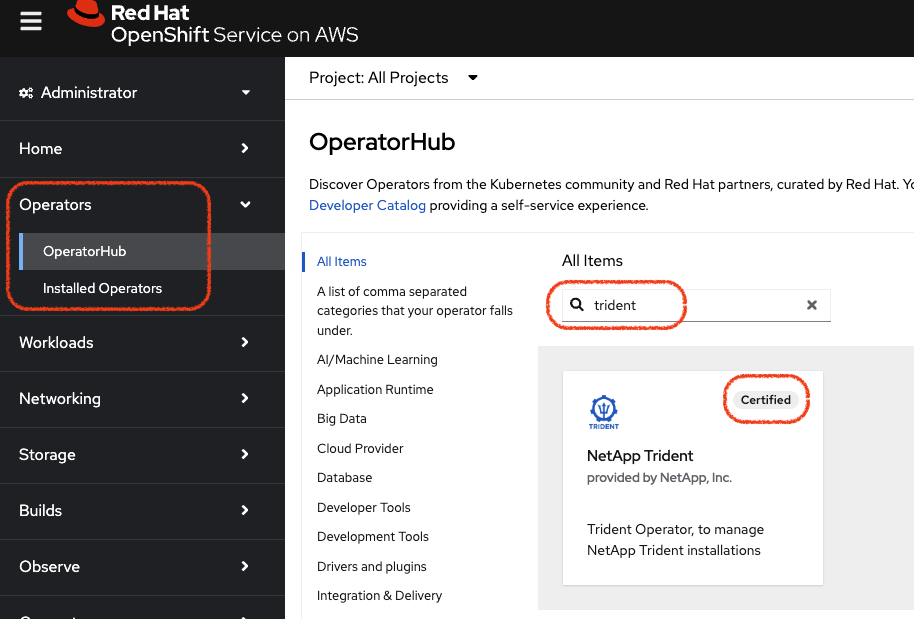 Red Hat
OpenShift Service on AWS
Administrator
Home
Operators
OperatorHub
Installed Operators
Workloads
Networking
Storage
Builds
Observe
Project: All Projects
OperatorHub
Discover Operators from the Kubernetes community and Red Hat partners, curated by Red Hat.
Developer Catalog providing a self-service experience.
All Items
A list of comma separated
categories that your operator falls
under.
AI/Machine Learning
Application Runtime
Big Data
Cloud Provider
Database
Developer Tools
Development Tools
Drivers and plugins
Integration & Delivery
All Items
trident
Certified
TRIDENT
NetApp Trident
provided by NetApp, Inc.
Trident Operator, to manage
NetApp Trident installations